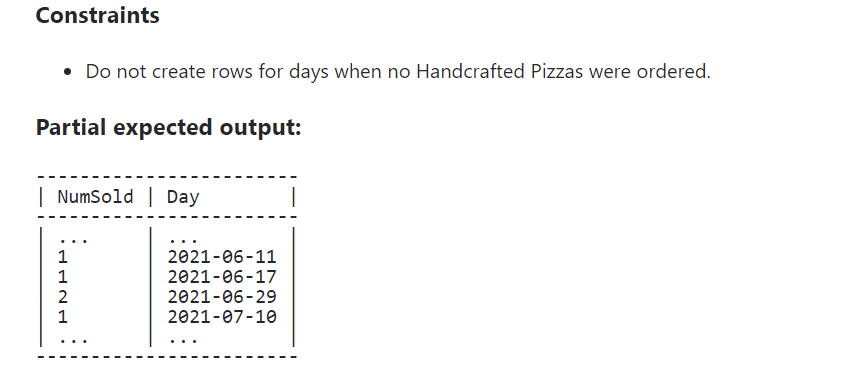 Constraints
• Do not create rows for days when no Handcrafted Pizzas were ordered.
Partial expected output:
------------------------
| NumSold | Day        |
------------------------
| ...     | ...        |
| 1       | 2021-06-11 |
| 1       | 2021-06-17 |
| 2       | 2021-06-29 |
| 1       | 2021-07-10 |
| ...     | ...        |
------------------------